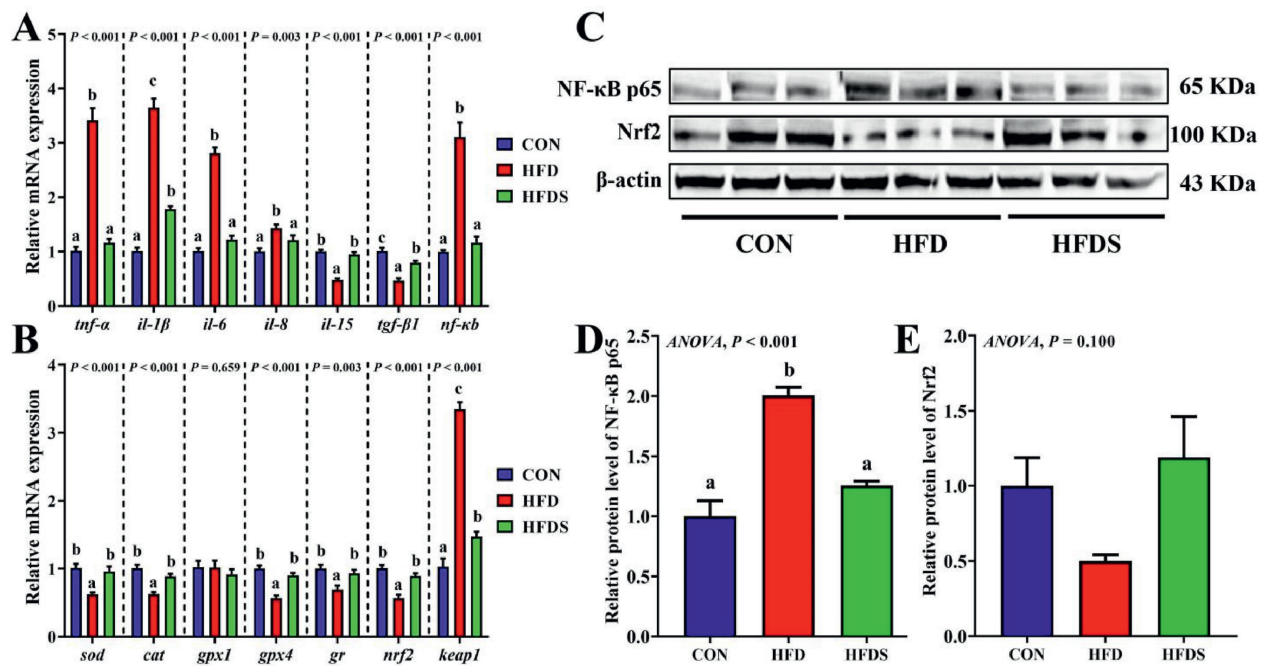 A
P < 0.001 P < 0.001 P < 0.001 P = 0.003 P < 0.001 P < 0.001 P < 0.001
Relative mRNA expression
5
4
3
2
1
0
b c b b b b
b
a a a a a a a a a b a b c a b a a
CON
HFD
HFDS
tnf-α il-1β il-6 il-8 il-15 tgf-β1 nf-κb
B
P < 0.001 P < 0.001 P = 0.659 P < 0.001 P = 0.003 P < 0.001 P < 0.001
Relative mRNA expression
4
3
2
1
0
b a b b a b b a b b a b b a b a c b
CON
HFD
HFDS
sod cat gpx1 gpx4 gr nrf2 keap1
C
NF-κB p65 65 KDa
Nrf2 100 KDa
β-actin 43 KDa
CON HFD HFDS
D
ANOVA, P < 0.001
Relative protein level of NF-κB p65
2.5
2.0
1.5
1.0
0.5
0.0
a b a
CON HFD HFDS
E
ANOVA, P = 0.100
Relative protein level of Nrf2
2.0
1.5
1.0
0.5
0.0
CON HFD HFDS